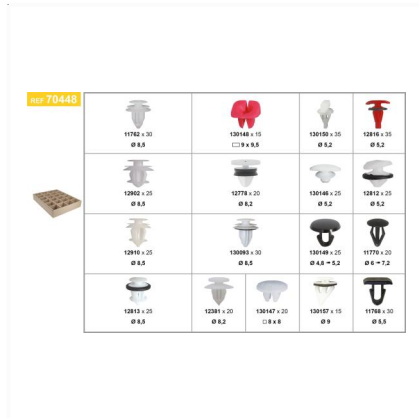 REF 70448
11762 x 30
Ø 8,5
130148 x 15
□ 9 x 9,5
130150 x 35
Ø 5,2
12816 x 35
Ø 5,2
12902 x 25
Ø 8,5
12778 x 20
Ø 8,2
130146 x 25
Ø 5,2
12812 x 25
Ø 5,2
12910 x 25
Ø 8,5
130093 x 30
Ø 8,5
130149 x 25
Ø 4,8 → 5,2
11770 x 20
Ø 6 → 7,2
12813 x 25
Ø 8,5
12381 x 20
Ø 8,2
130147 x 20
□ 8 x 8
130157 x 15
Ø 9
11768 x 30
Ø 5,5